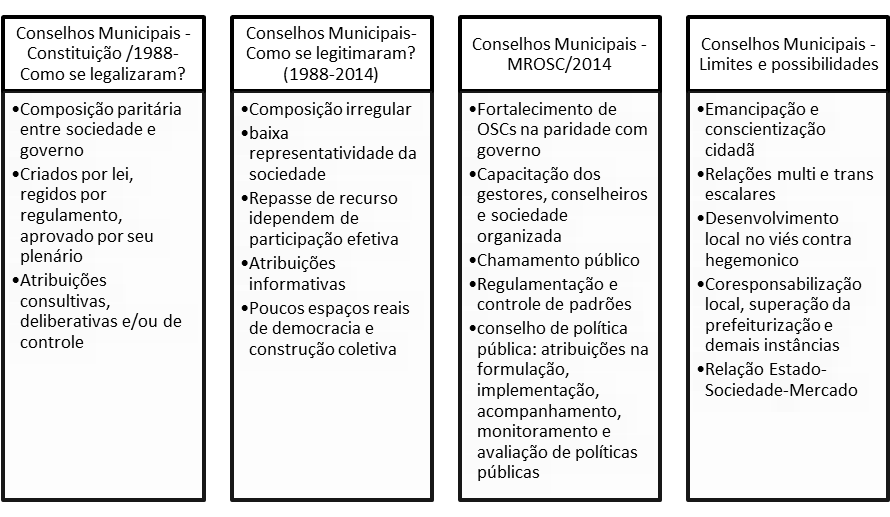 Conselhos Municipais -
Constituição /1988-
Como se legalizaram?
•Composição paritária
entre sociedade e
governo
•Criados por lei,
regidos por
regulamento,
aprovado por seu
plenário
•Atribuições
consultivas,
deliberativas e/ou de
controle
Conselhos Municipais-
Como se legitimaram?
(1988-2014)
•Composição irregular
•baixa
representatividade da
sociedade
•Repasse de recurso
idependem de
participação efetiva
•Atribuições
informativas
•Poucos espaços reais
de democracia e
construção coletiva
Conselhos Municipais -
MROSC/2014
•Fortalecimento de
OSCs na paridade com
governo
•Capacitação dos
gestores, conselheiros
e sociedade
organizada
•Chamamento público
•Regulamentação e
controle de padrões
•conselho de política
pública: atribuições na
formulação,
implementação,
acompanhamento,
monitoramento e
avaliação de políticas
públicas
Conselhos Municipais -
Limites e possibilidades
•Emancipação e
conscientização
cidadã
•Relações multi e trans
escalares
•Desenvolvimento
local no viés contra
hegemonico
•Coresponsabilização
local, superação da
prefeiturização e
demais instâncias
•Relação Estado-
Sociedade-Mercado